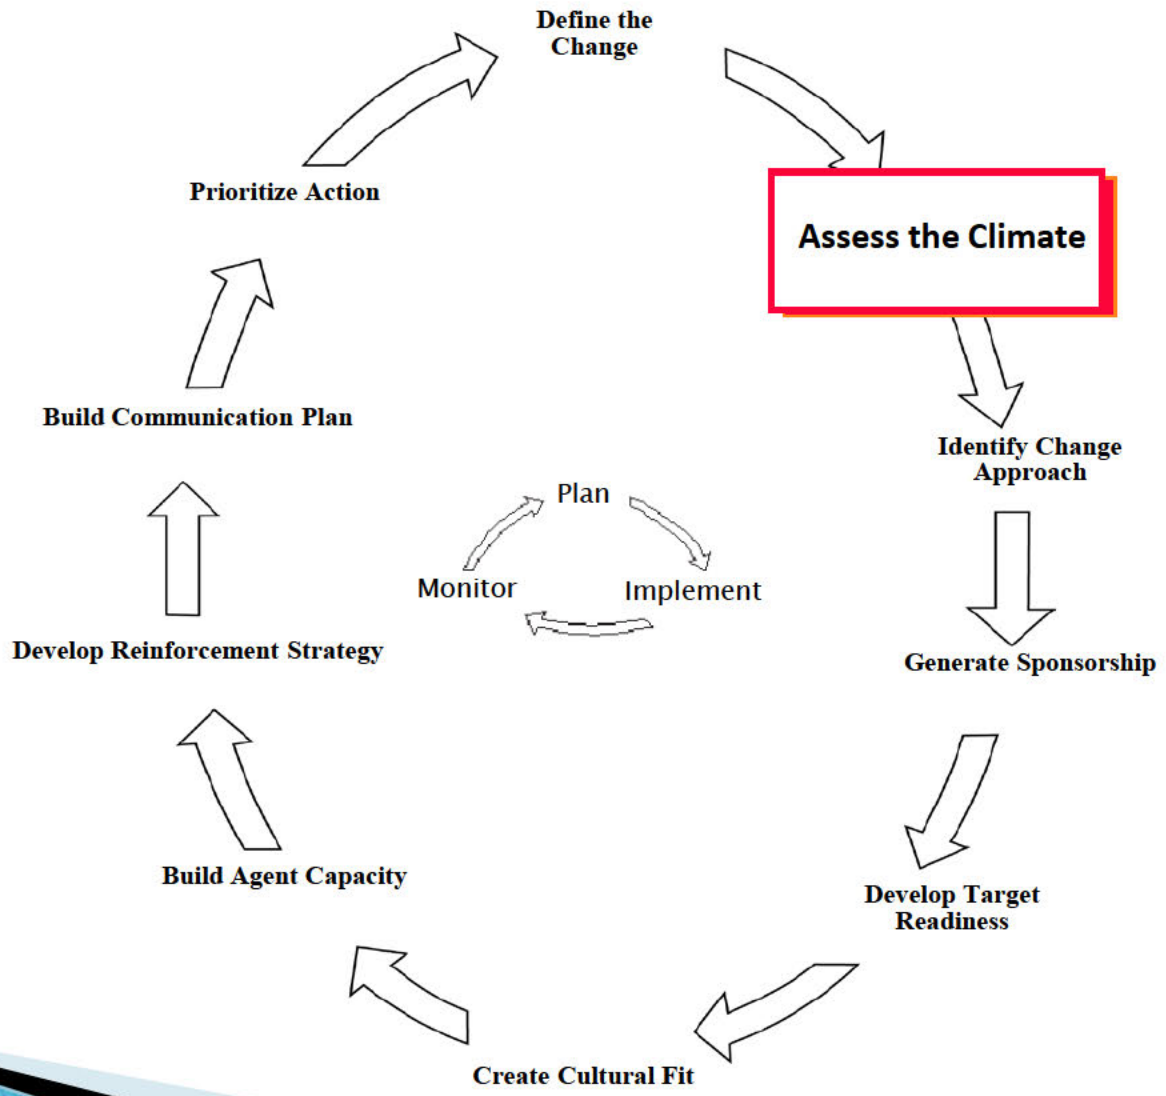 Define the
Change
Assess the Climate
Identify Change
Approach
Generate Sponsorship
Develop Target
Readiness
Create Cultural Fit
Build Agent Capacity
Develop Reinforcement Strategy
Build Communication Plan
Prioritize Action
Plan
Implement
Monitor